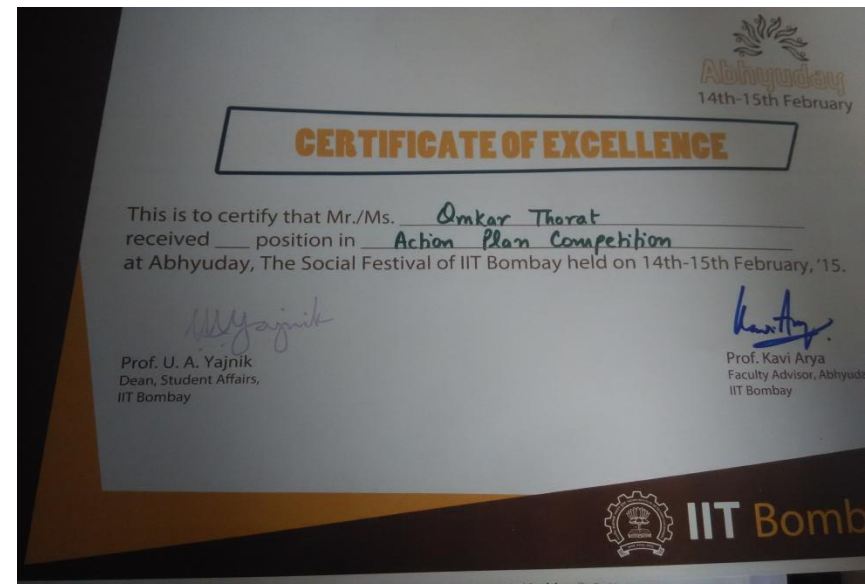 Abhyuday
14th-15th February
CERTIFICATE OF EXCELLENCE
This is to certify that Mr./Ms. Omkar Thorat
received ___ position in Action Plan Competition
at Abhyuday, The Social Festival of IIT Bombay held on 14th-15th February, '15.
Prof. U. A. Yajnik
Dean, Student Affairs,
IIT Bombay
Prof. Kavi Arya
Faculty Advisor, Abhyuda
IIT Bombay
IIT Bomb